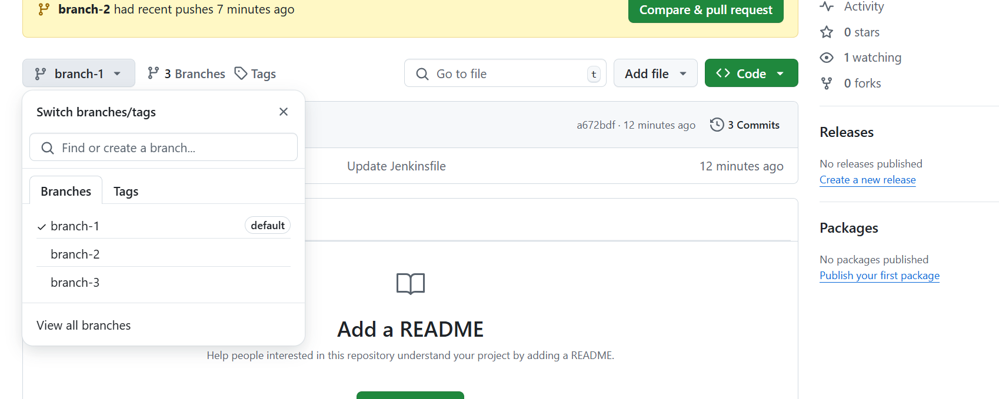 branch-2 had recent pushes 7 minutes ago
Compare & pull request
Activity
0 stars
1 watching
0 forks
branch-1
3 Branches
Tags
Go to file
t
Add file
Code
Switch branches/tags
Find or create a branch...
Branches
Tags
branch-1
default
branch-2
branch-3
View all branches
a672bdf · 12 minutes ago
3 Commits
Update Jenkinsfile
12 minutes ago
Add a README
Help people interested in this repository understand your project by adding a README.
Releases
No releases published
Create a new release
Packages
No packages published
Publish your first package